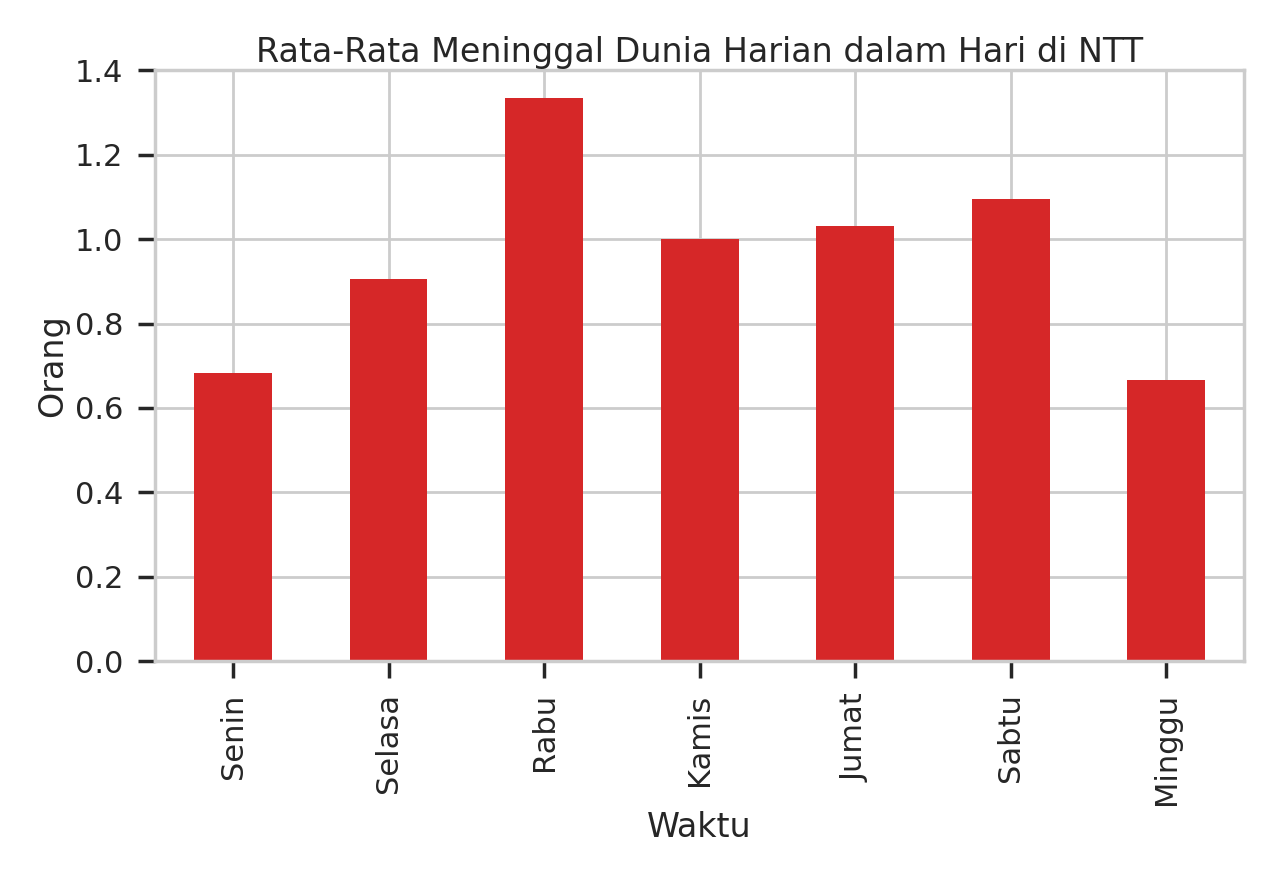 Rata-Rata Meninggal Dunia Harian dalam Hari di NTT
1.4
1.2
1.0
0.8
0.6
0.4
0.2
0.0
Orang
Senin
Selasa
Rabu
Kamis
Jumat
Sabtu
Minggu
Waktu